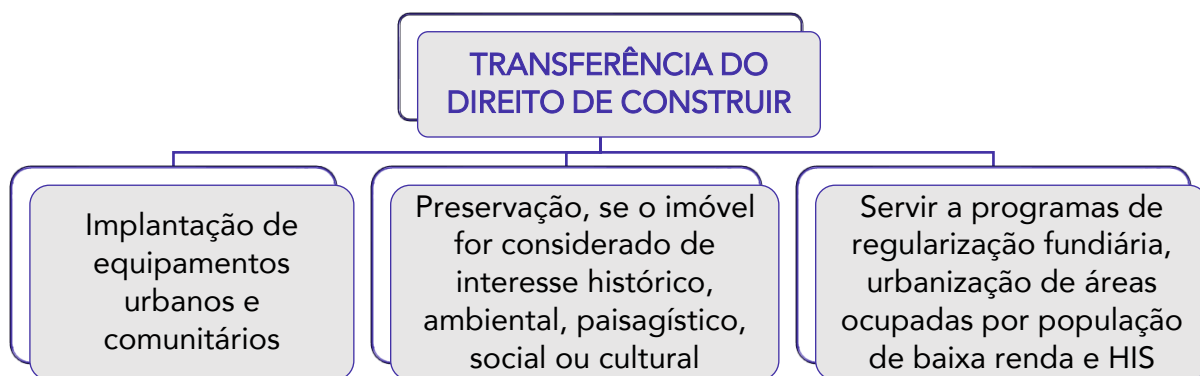 TRANSFERÊNCIA DO
DIREITO DE CONSTRUIR
Implantação de
equipamentos
urbanos e
comunitários
Preservação, se o imóvel
for considerado de
interesse histórico,
ambiental, paisagístico,
social ou cultural
Servir a programas de
regularização fundiária,
urbanização de áreas
ocupadas por população
de baixa renda e HIS